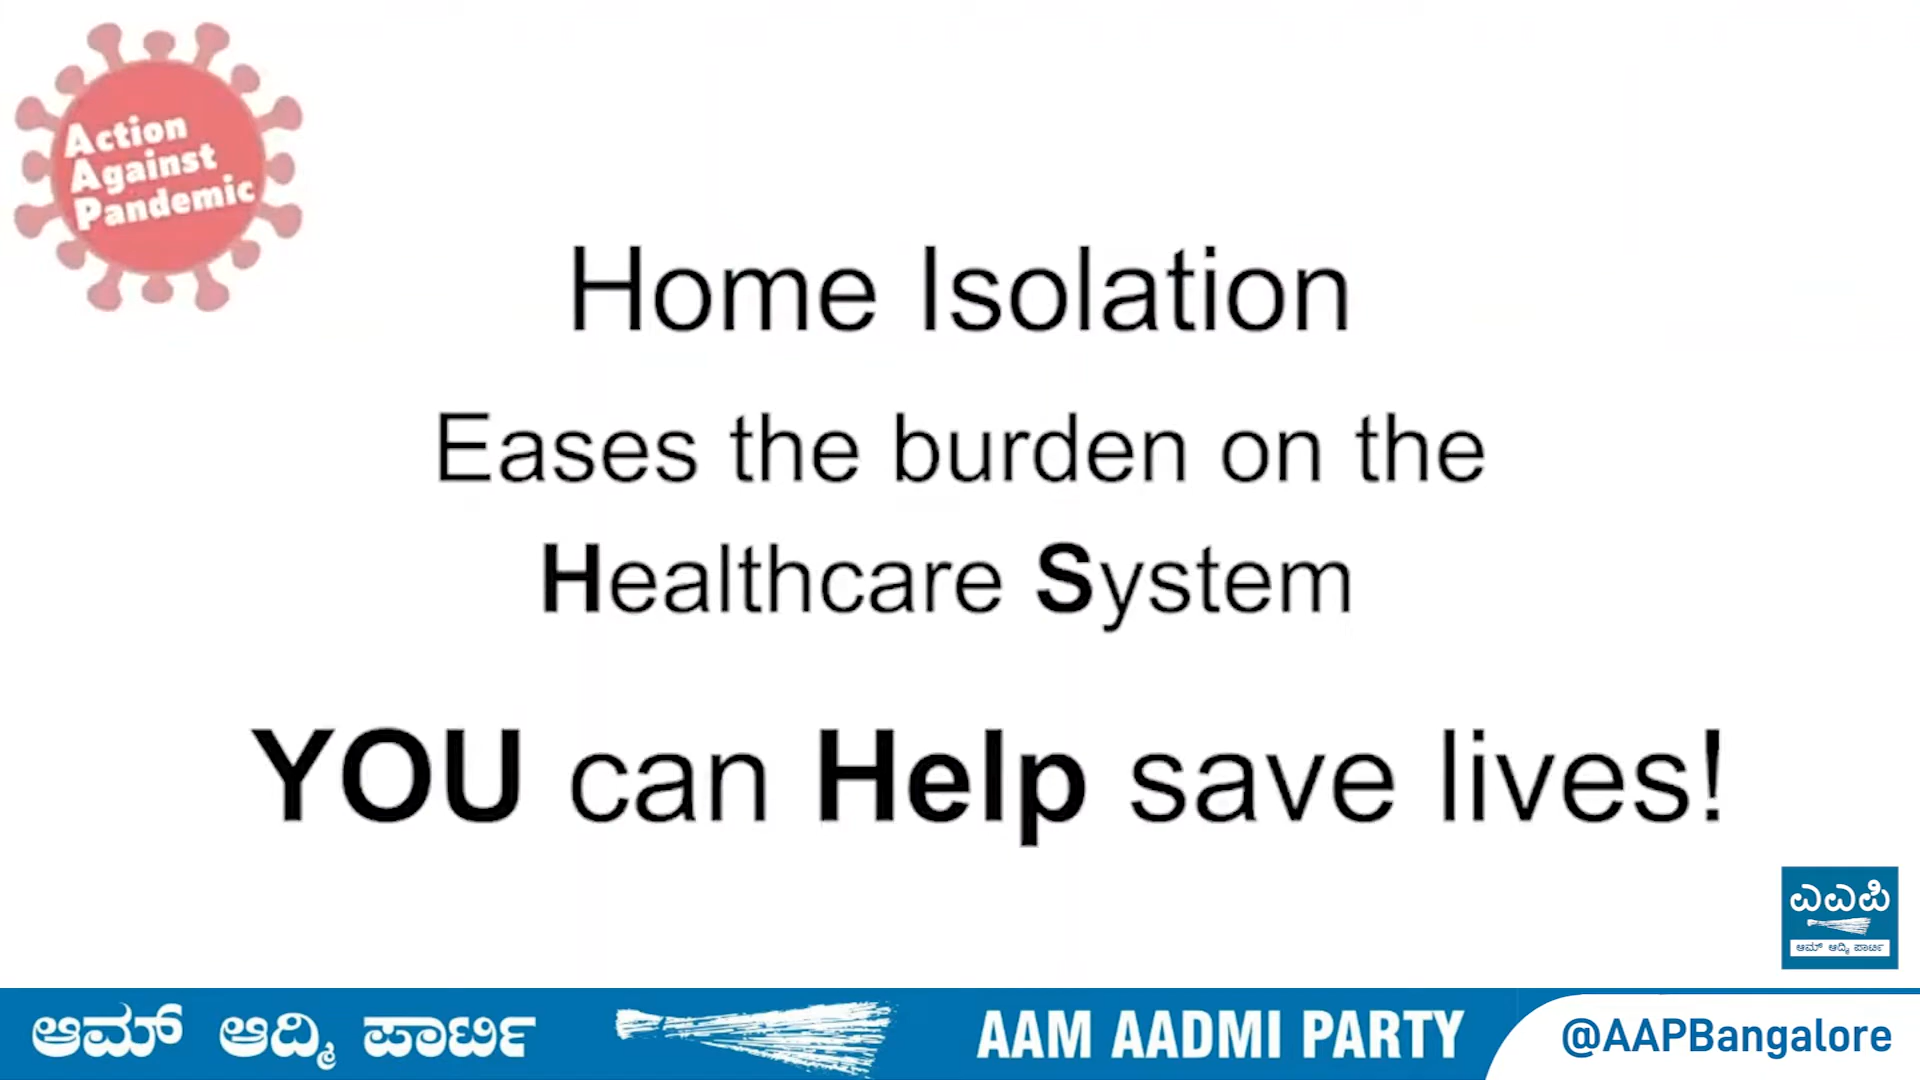 Action
Against
Pandemic
Home Isolation
Eases the burden on the
Healthcare System
YOU can Help save lives!
ಎಎಪಿ
ಆಮ್ ಆದ್ಮಿ ಪಾರ್ಟಿ
ಆಮ್ ಆದ್ಮಿ ಪಾರ್ಟಿ
AAM AADMI PARTY
@AAPBangalore